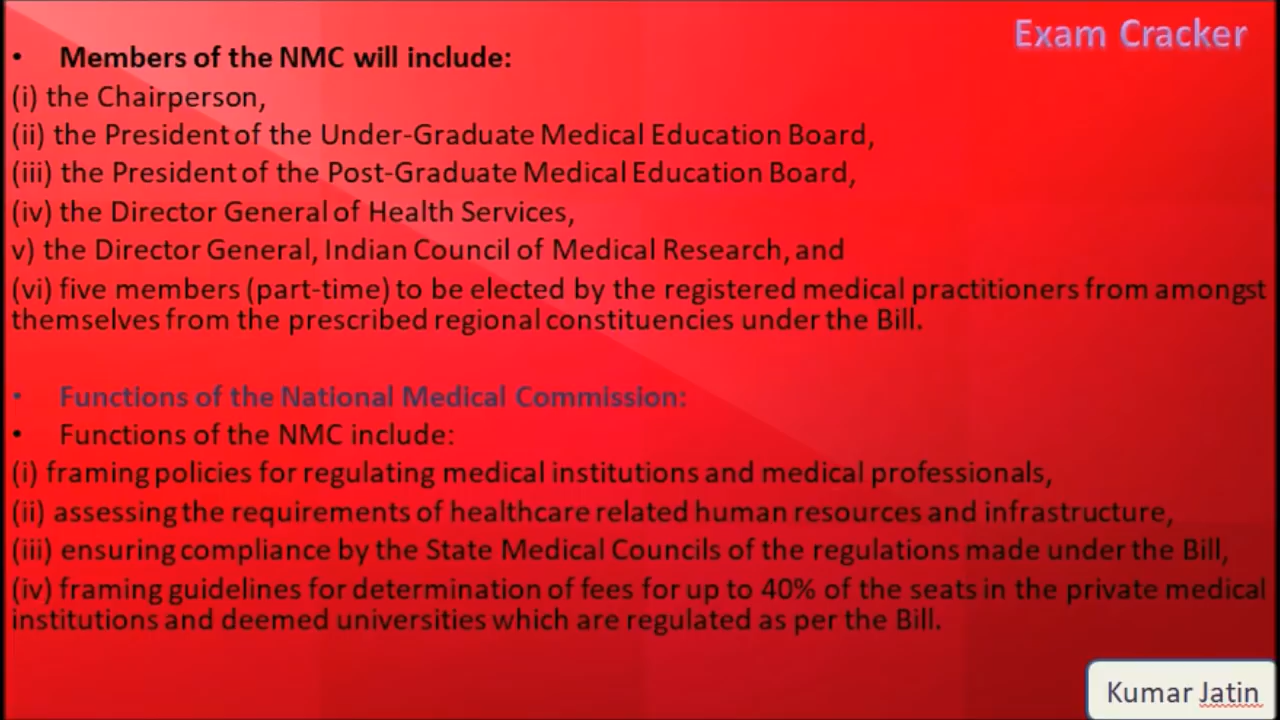 Exam Cracker
• Members of the NMC will include:
(i) the Chairperson,
(ii) the President of the Under-Graduate Medical Education Board,
(iii) the President of the Post-Graduate Medical Education Board,
(iv) the Director General of Health Services,
v) the Director General, Indian Council of Medical Research, and
(vi) five members (part-time) to be elected by the registered medical practitioners from amongst
themselves from the prescribed regional constituencies under the Bill.
• Functions of the National Medical Commission:
• Functions of the NMC include:
(i) framing policies for regulating medical institutions and medical professionals,
(ii) assessing the requirements of healthcare related human resources and infrastructure,
(iii) ensuring compliance by the State Medical Councils of the regulations made under the Bill,
(iv) framing guidelines for determination of fees for up to 40% of the seats in the private medical
institutions and deemed universities which are regulated as per the Bill.
Kumar Jatin